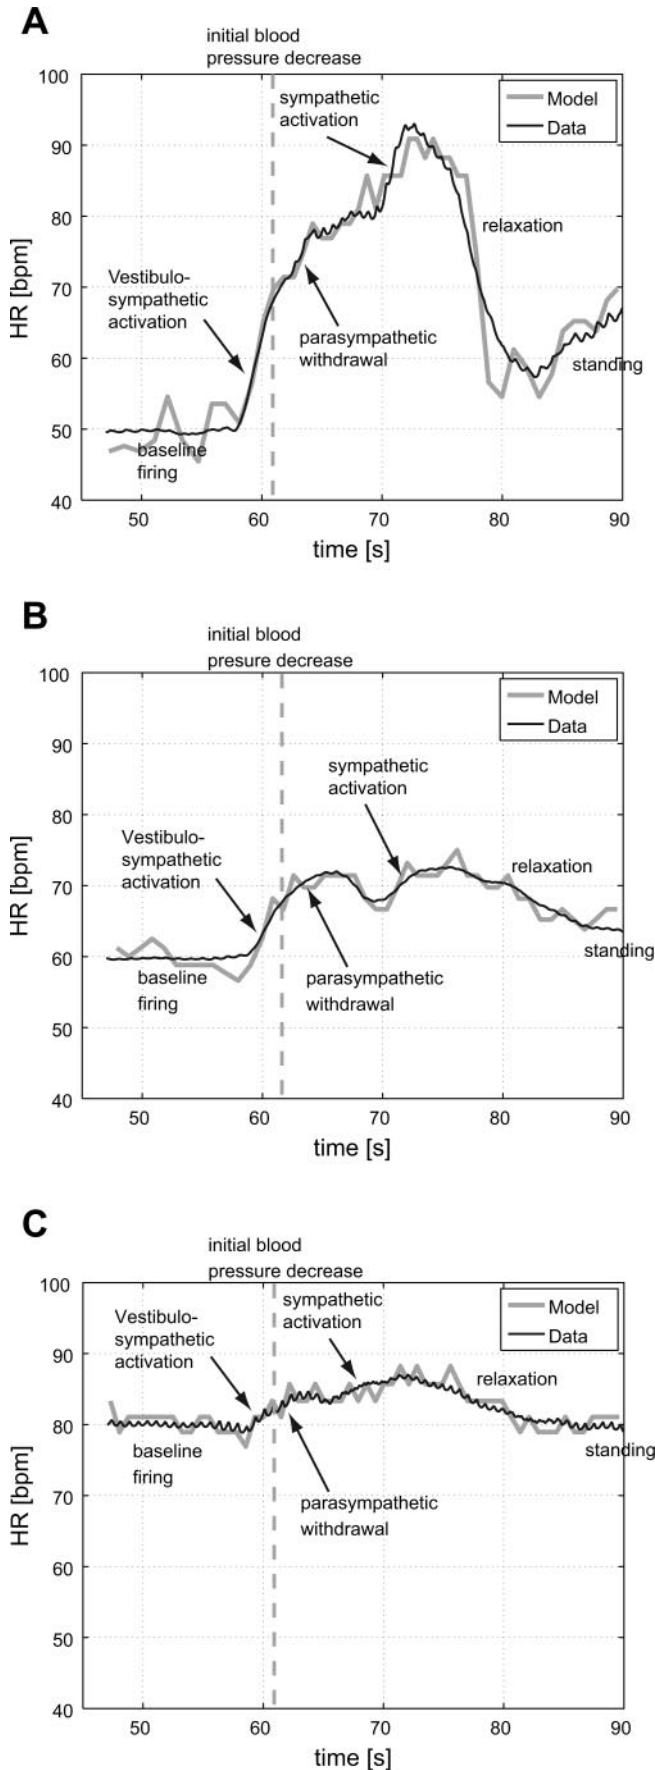 A
initial blood
pressure decrease
100
90
80
70
60
50
40
HR [bpm]
sympathetic
activation
Model
Data
relaxation
Vestibulo-
sympathetic
activation
parasympathetic
withdrawal
standing
baseline
firing
50
60
70
80
90
time [s]
B
initial blood
presure decrease
100
90
80
70
60
50
40
HR [bpm]
Model
Data
sympathetic
activation
Vestibulo-
sympathetic
activation
relaxation
standing
baseline
firing
parasympathetic
withdrawal
50
60
70
80
90
time [s]
C
initial blood
pressure decrease
100
90
80
70
60
50
40
HR [bpm]
sympathetic
activation
Model
Data
Vestibulo-
sympathetic
activation
relaxation
baseline
firing
standing
parasympathetic
withdrawal
50
60
70
80
90
time [s]